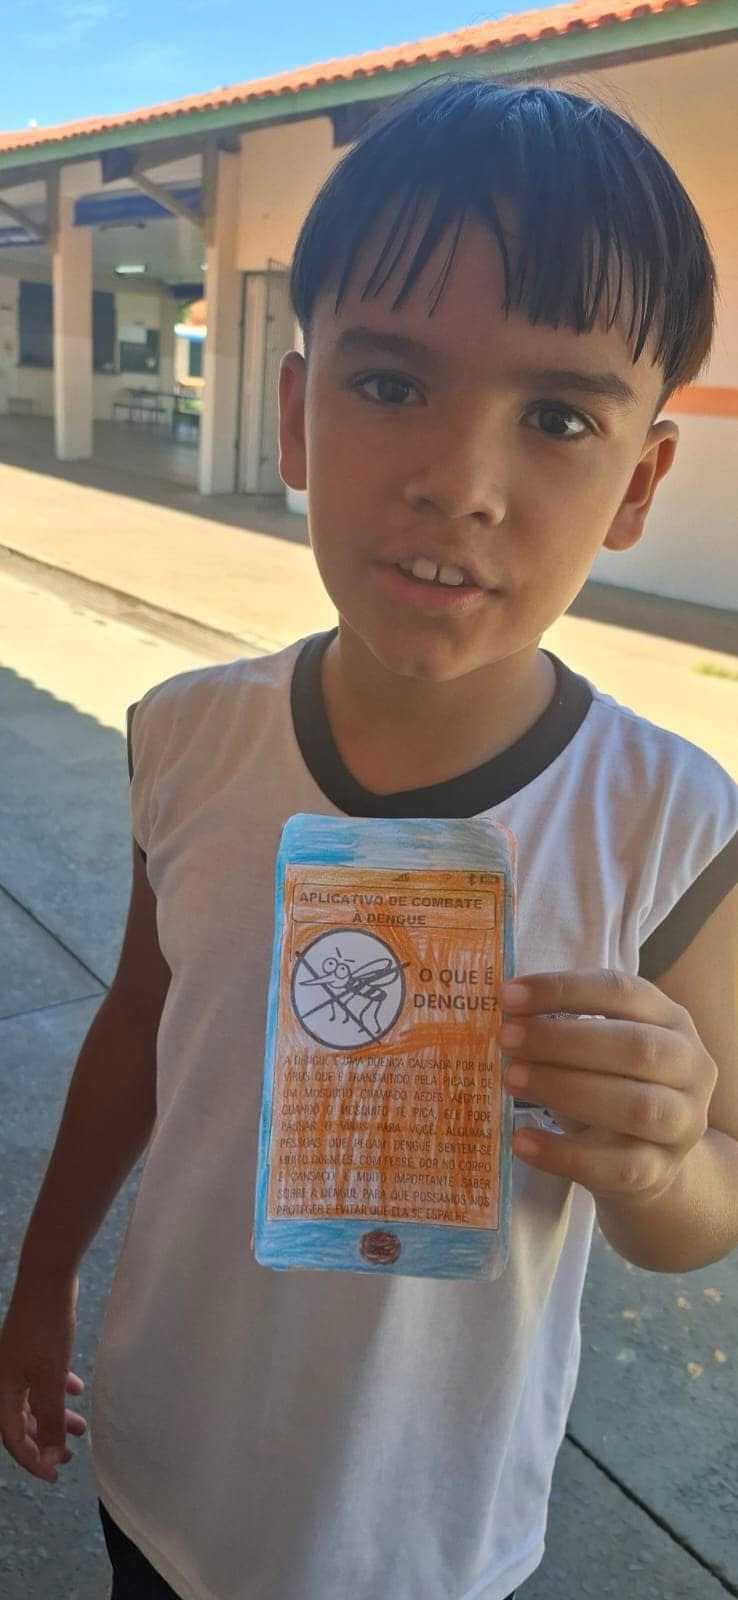 APLICATIVO DE COMBATE
À DENGUE
O QUE É
DENGUE?
A DENGUE É UMA DOENÇA CAUSADA POR UM
VÍRUS QUE É TRANSMITIDO PELA PICADA DE
UM MOSQUITO CHAMADO AEDES AEGYPTI.
QUANDO O MOSQUITO TE PICA, ELE PODE
PASSAR O VÍRUS PARA VOCÊ. ALGUMAS
PESSOAS QUE PEGAM DENGUE SENTEM-SE
MUITO DOENTES, COM FEBRE, DOR NO CORPO
E CANSAÇO. É MUITO IMPORTANTE SABER
SOBRE A DENGUE PARA QUE POSSAMOS NOS
PROTEGER E EVITAR QUE ELA SE ESPALHE.